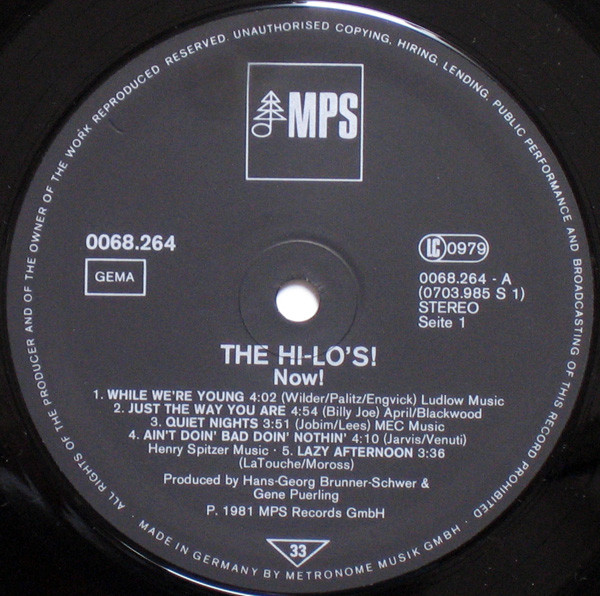 ALL RIGHTS OF THE PRODUCER AND OF THE OWNER OF THE WORK REPRODUCED RESERVED. UNAUTHORISED COPYING, HIRING, LENDING, PUBLIC PERFORMANCE AND BROADCASTING OF THIS RECORD PROHIBITED
MPS
0068.264
GEMA
LC 0979
0068.264 - A
(0703.985 S 1)
STEREO
Seite 1
THE HI-LO'S!
Now!
1. WHILE WE'RE YOUNG 4:02 (Wilder/Palitz/Engvick) Ludlow Music
2. JUST THE WAY YOU ARE 4:54 (Billy Joe) April/Blackwood
3. QUIET NIGHTS 3:51 (Jobim/Lees) MEC Music
4. AIN'T DOIN' BAD DOIN' NOTHIN' 4:10 (Jarvis/Venuti)
Henry Spitzer Music · 5. LAZY AFTERNOON 3:36
(LaTouche/Moross)
Produced by Hans-Georg Brunner-Schwer &
Gene Puerling
P. 1981 MPS Records GmbH
33
· MADE IN GERMANY BY METRONOME MUSIK GMBH ·